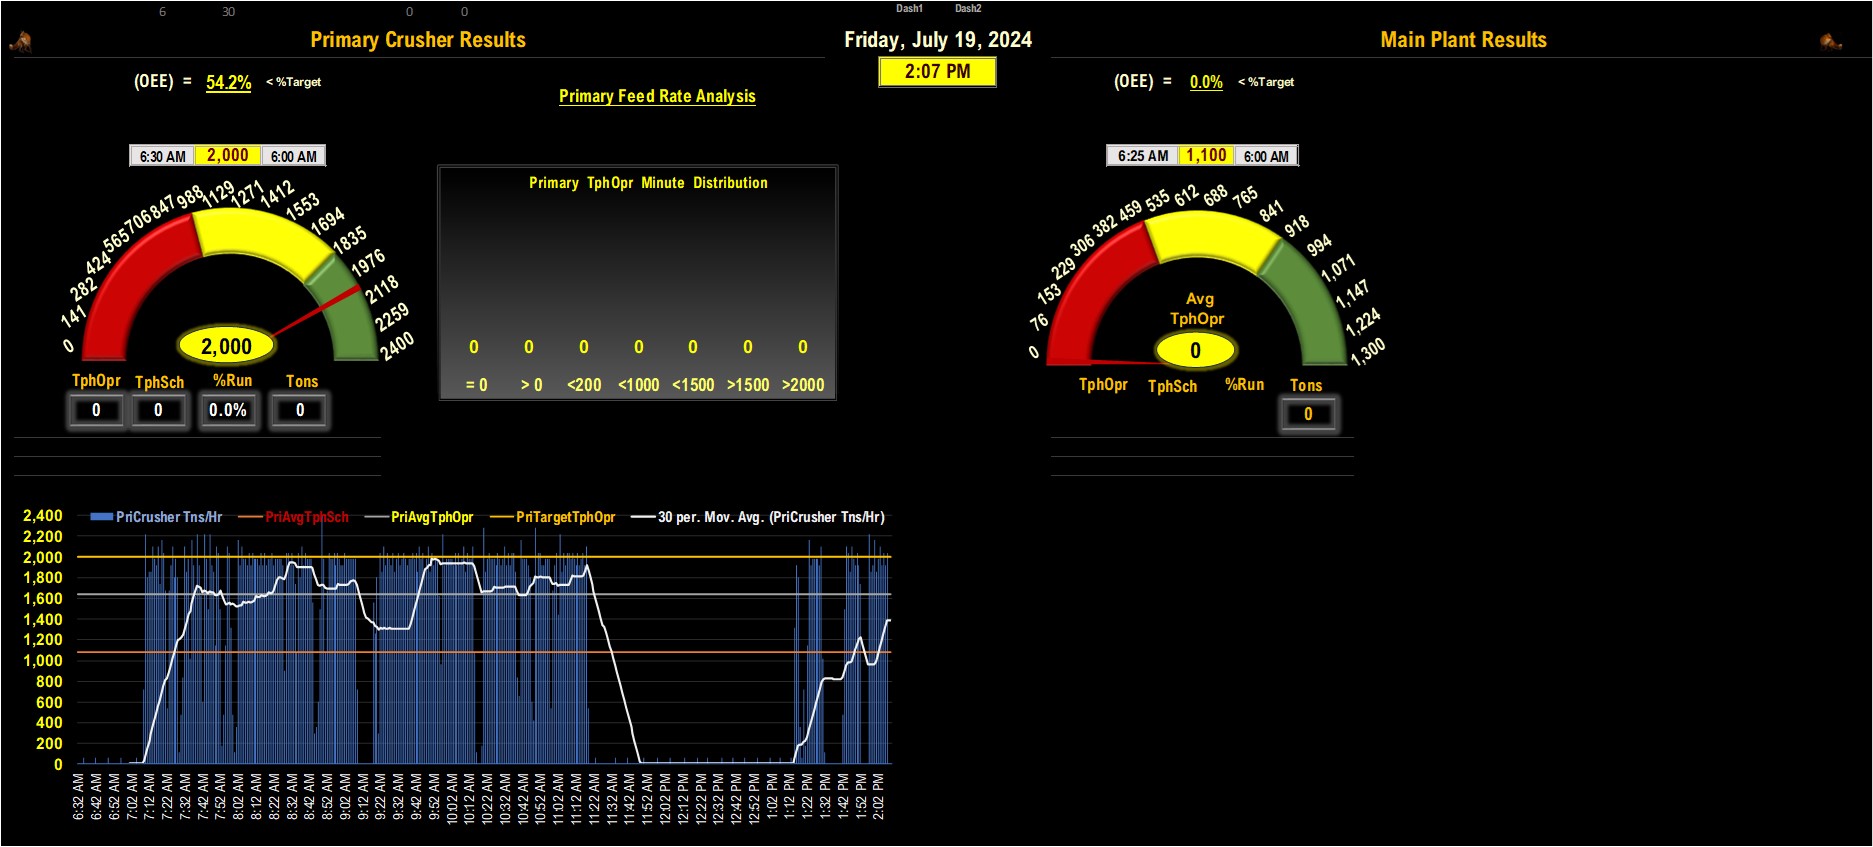 6 30 0 0 Dash1 Dash2
Primary Crusher Results
Friday, July 19, 2024
Main Plant Results
2:07 PM
(OEE) = 54.2% < %Target
(OEE) = 0.0% < %Target
Primary Feed Rate Analysis
6:30 AM 2,000 6:00 AM
0 141 282 424 565 706 847 988 1129 1271 1412 1553 1694 1835 1976 2118 2259 2400
2,000
TphOpr TphSch %Run Tons
0 0 0.0% 0
Primary TphOpr Minute Distribution
0 0 0 0 0 0 0
= 0 > 0 <200 <1000 <1500 >1500 >2000
6:25 AM 1,100 6:00 AM
0 76 153 229 306 382 459 535 612 688 765 841 918 994 1,071 1,147 1,224 1,300
Avg
TphOpr
0
TphOpr TphSch %Run Tons
0
PriCrusher Tns/Hr PriAvgTphSch PriAvgTphOpr PriTargetTphOpr 30 per. Mov. Avg. (PriCrusher Tns/Hr)
2,400
2,200
2,000
1,800
1,600
1,400
1,200
1,000
800
600
400
200
0
6:32 AM 6:42 AM 6:52 AM 7:02 AM 7:12 AM 7:22 AM 7:32 AM 7:42 AM 7:52 AM 8:02 AM 8:12 AM 8:22 AM 8:32 AM 8:42 AM 8:52 AM 9:02 AM 9:12 AM 9:22 AM 9:32 AM 9:42 AM 9:52 AM 10:02 AM 10:12 AM 10:22 AM 10:32 AM 10:42 AM 10:52 AM 11:02 AM 11:12 AM 11:22 AM 11:32 AM 11:42 AM 11:52 AM 12:02 PM 12:12 PM 12:22 PM 12:32 PM 12:42 PM 12:52 PM 1:02 PM 1:12 PM 1:22 PM 1:32 PM 1:42 PM 1:52 PM 2:02 PM